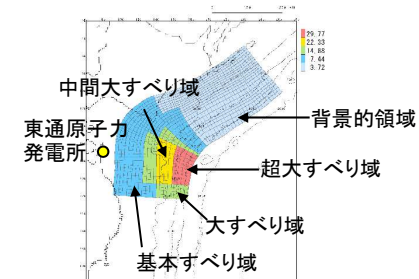 29.77
22.33
14.88
7.44
3.72
中間大すべり域
背景的領域
東通原子力
発電所
超大すべり域
大すべり域
基本すべり域